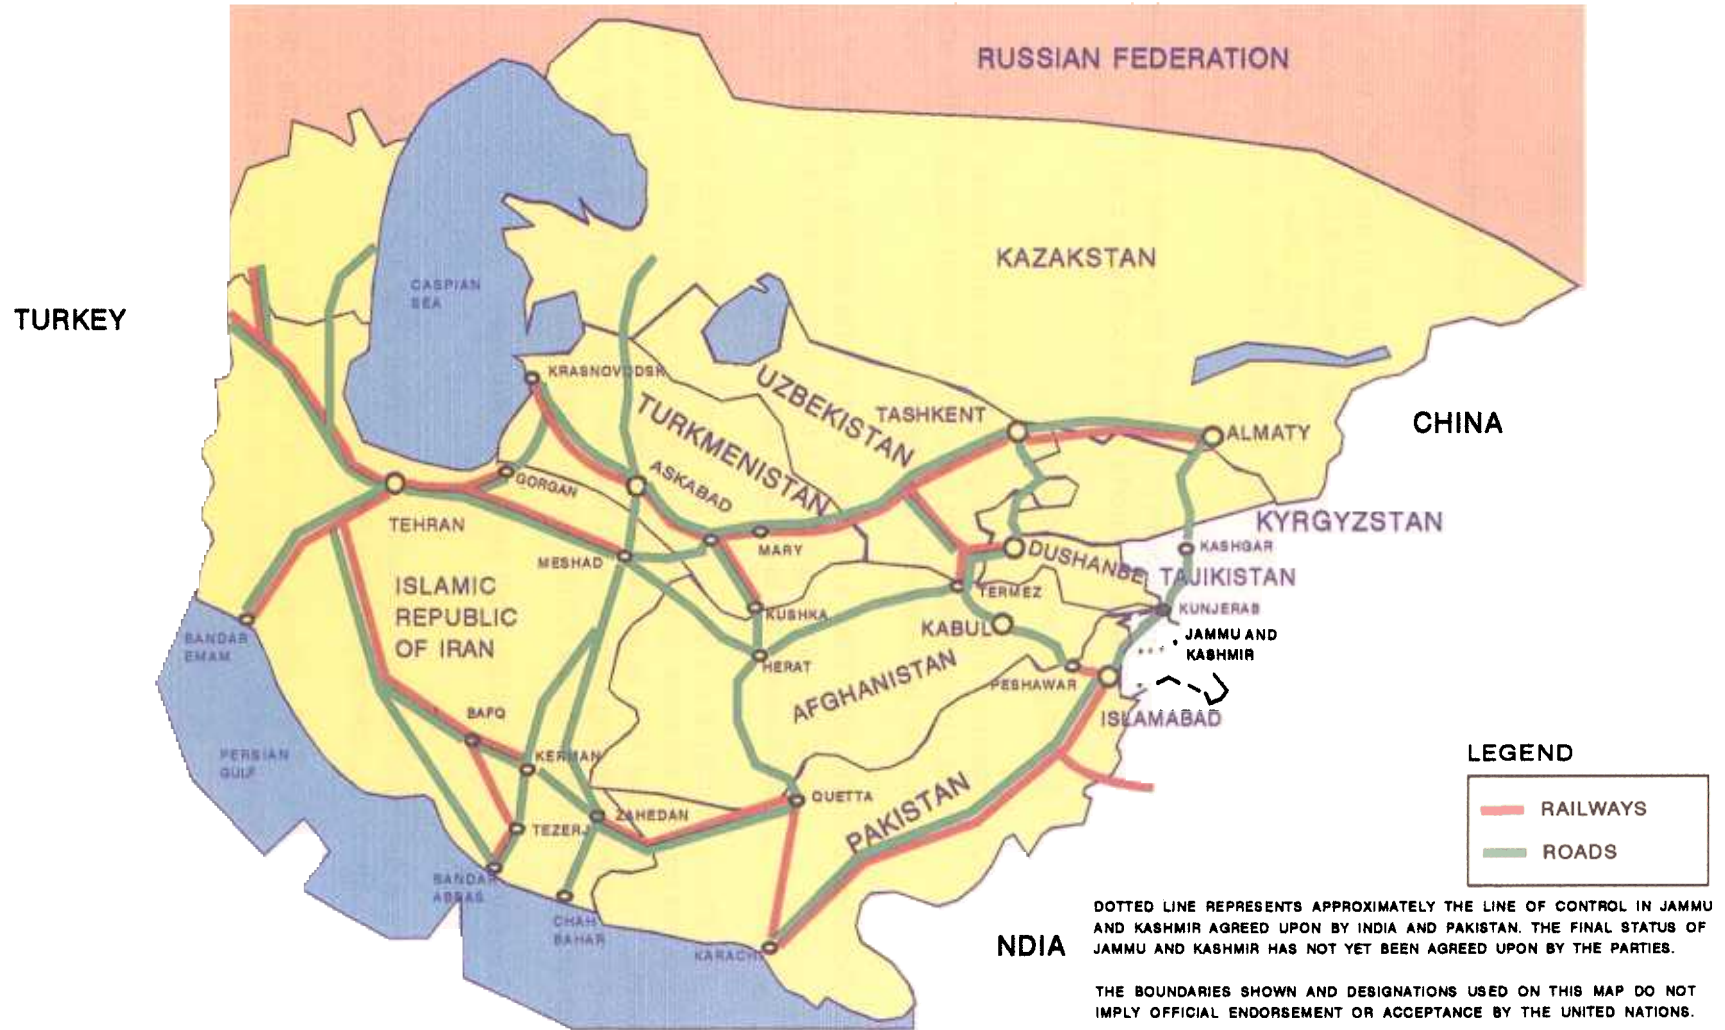 RUSSIAN FEDERATION
KAZAKSTAN
CASPIAN
SEA
TURKEY
KRASNOVODSK
UZBEKISTAN
TURKMENISTAN
TASHKENT
ALMATY
CHINA
GORGAN
ASKABAD
TEHRAN
MARY
MESHAD
DUSHANBE
KYRGYZSTAN
KASHGAR
TAJIKISTAN
ISLAMIC
REPUBLIC
OF IRAN
TERMEZ
KUSHKA
KUNJERAB
KABUL
BANDAR
EMAM
JAMMU AND
KASHMIR
HERAT
AFGHANISTAN
PESHAWAR
ISLAMABAD
BAFQ
PERSIAN
GULF
KERMAN
QUETTA
PAKISTAN
ZAHEDAN
TEZERJ
BANDAR
ABBAS
CHAH
BAHAR
KARACHI
NDIA
LEGEND
RAILWAYS
ROADS
DOTTED LINE REPRESENTS APPROXIMATELY THE LINE OF CONTROL IN JAMMU
AND KASHMIR AGREED UPON BY INDIA AND PAKISTAN. THE FINAL STATUS OF
JAMMU AND KASHMIR HAS NOT YET BEEN AGREED UPON BY THE PARTIES.
THE BOUNDARIES SHOWN AND DESIGNATIONS USED ON THIS MAP DO NOT
IMPLY OFFICIAL ENDORSEMENT OR ACCEPTANCE BY THE UNITED NATIONS.